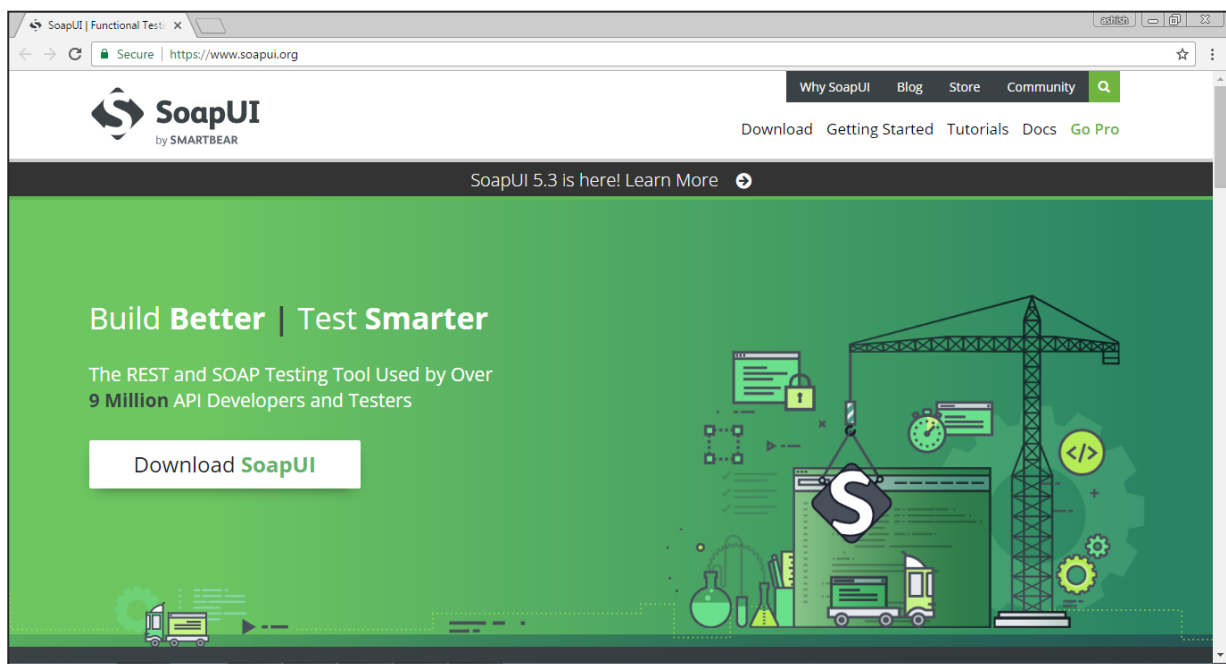 SoapUI | Functional Testi
ashish
Secure | https://www.soapui.org
Why SoapUI Blog Store Community
SoapUI
by SMARTBEAR
Download Getting Started Tutorials Docs Go Pro
SoapUI 5.3 is here! Learn More
Build Better | Test Smarter
The REST and SOAP Testing Tool Used by Over
9 Million API Developers and Testers
Download SoapUI